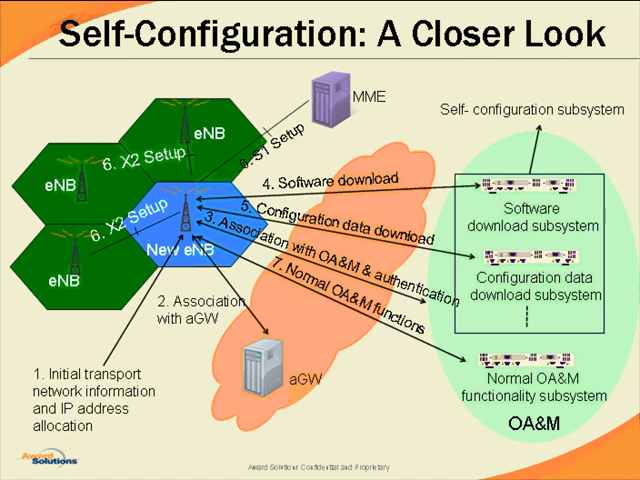 Self-Configuration: A Closer Look
MME
Self- configuration subsystem
eNB
6. X2 Setup
6. S1 Setup
eNB
4. Software download
Software
download subsystem
5. Configuration data download
6. X2 Setup
New eNB
3. Association with OA&M & authentication
Configuration data
download subsystem
eNB
7. Normal OA&M functions
2. Association
with aGW
1. Initial transport
network information
and IP address
allocation
aGW
Normal OA&M
functionality subsystem
OA&M
Award
Solutions
Award Solutions Confidential and Proprietary